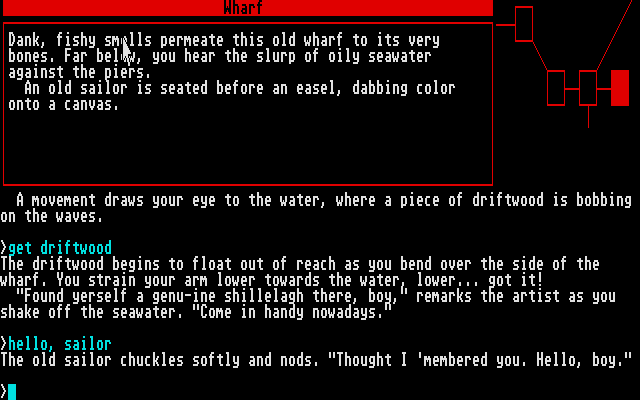 Wharf
Dank, fishy smells permeate this old wharf to its very
bones. Far below, you hear the slurp of oily seawater
against the piers.
An old sailor is seated before an easel, dabbing color
onto a canvas.
A movement draws your eye to the water, where a piece of driftwood is bobbing
on the waves.
>get driftwood
The driftwood begins to float out of reach as you bend over the side of the
wharf. You strain your arm lower towards the water, lower... got it!
"Found yerself a genu-ine shillelagh there, boy," remarks the artist as you
shake off the seawater. "Come in handy nowadays."
>hello, sailor
The old sailor chuckles softly and nods. "Thought I 'membered you. Hello, boy."
>